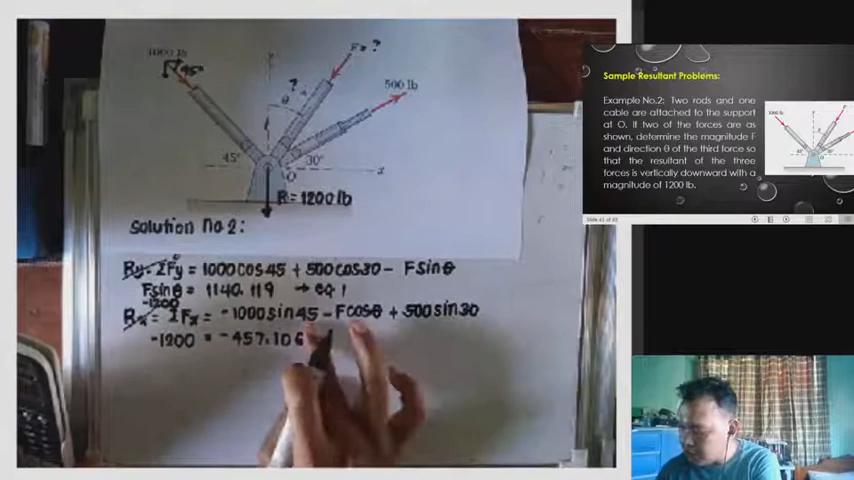 1000 lb
45°
y
F = ?
?
θ
500 lb
45°
30°
O
x
R = 1200 lb
Solution No 2:
Ry = ΣFy = 1000cos45 + 500cos30 - Fsinθ
Fsinθ = 1140.119 → eq 1
-1200
Rx = ΣFx = -1000sin45 - Fcosθ + 500sin30
-1200 = -457.106
Sample Resultant Problems:
Example No.2: Two rods and one
cable are attached to the support
at O. If two of the forces are as
shown, determine the magnitude F
and direction θ of the third force so
that the resultant of the three
forces is vertically downward with a
magnitude of 1200 lb.